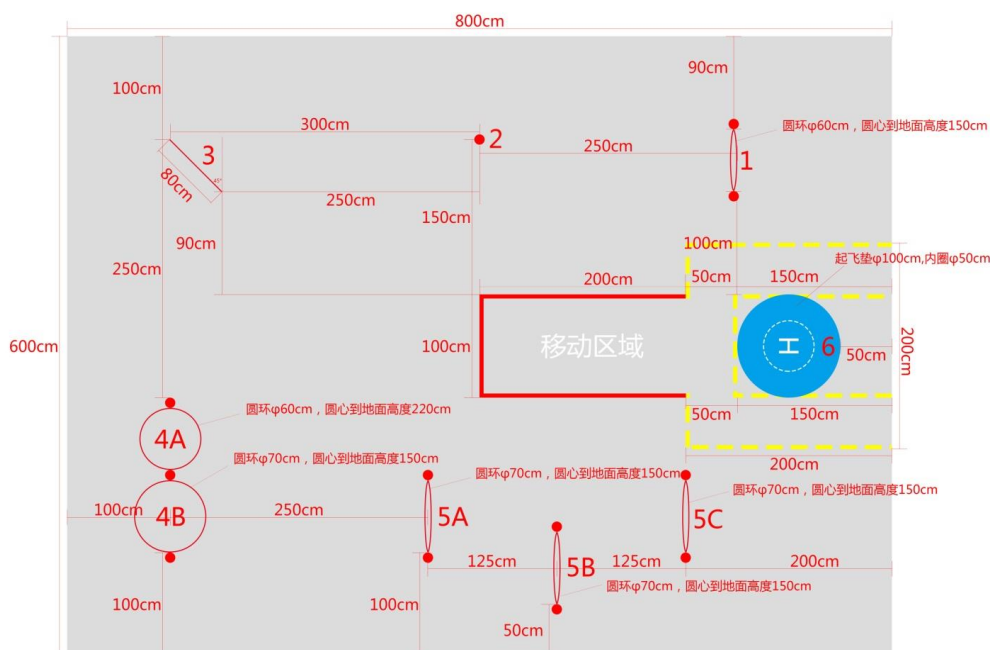 800cm
90cm
100cm
300cm
2
圆环φ60cm，圆心到地面高度150cm
3
250cm
1
80cm
45°
250cm
150cm
90cm
100cm
250cm
起飞垫φ100cm,内圈φ50cm
200cm
50cm
150cm
600cm
100cm
移动区域
H
6
50cm
200cm
圆环φ60cm，圆心到地面高度220cm
50cm
150cm
4A
圆环φ70cm，圆心到地面高度150cm
200cm
圆环φ70cm，圆心到地面高度150cm
圆环φ70cm，圆心到地面高度150cm
100cm
4B
250cm
5A
5C
125cm
5B
125cm
200cm
圆环φ70cm，圆心到地面高度150cm
100cm
100cm
50cm